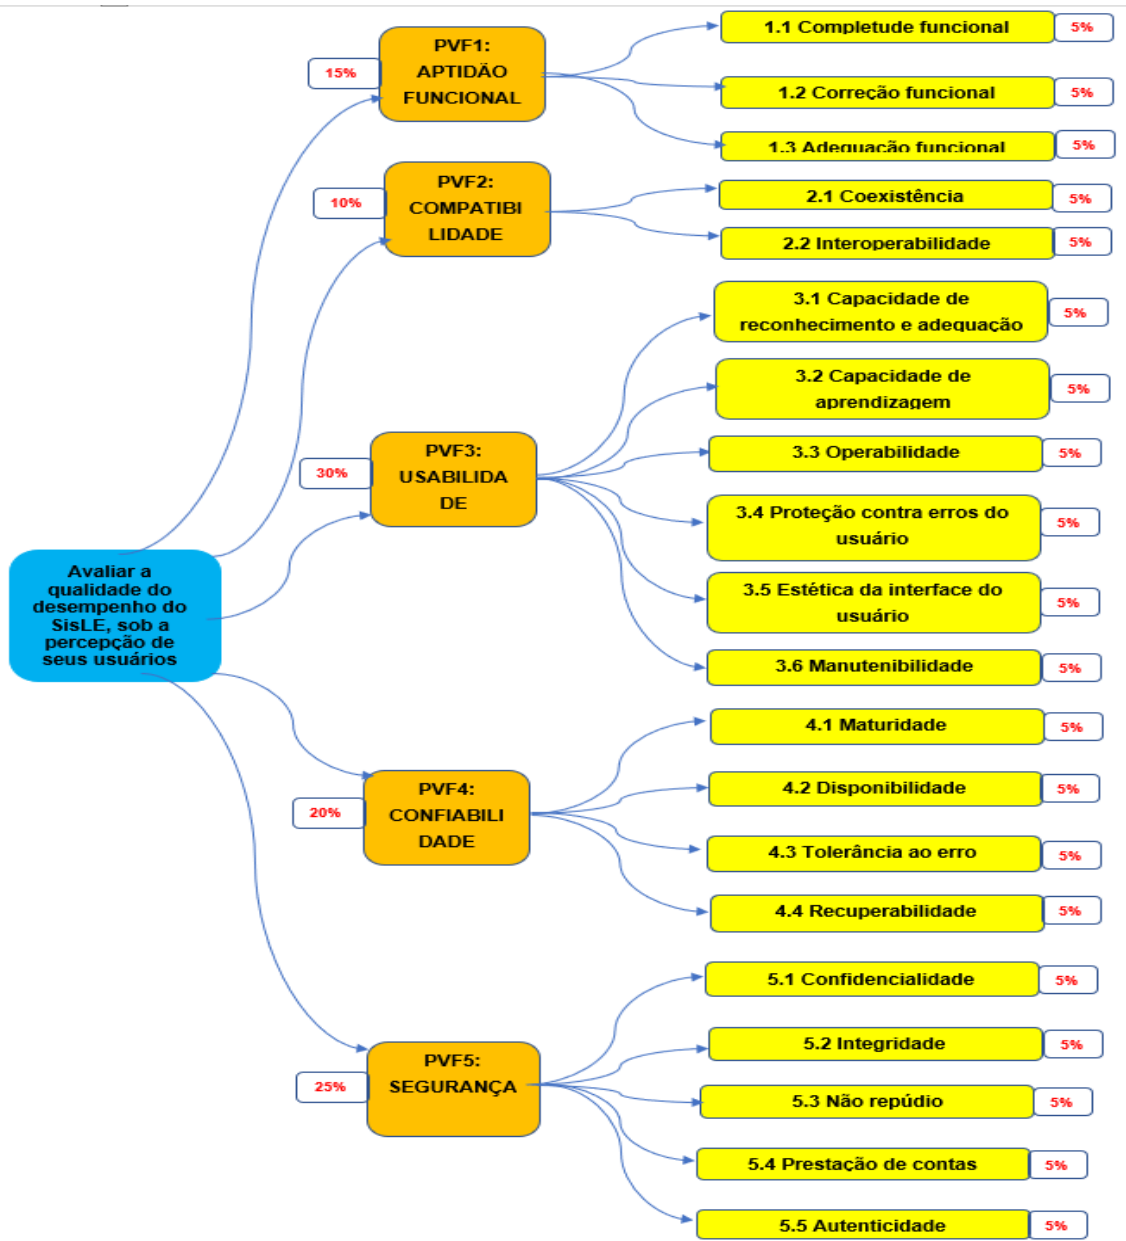 PVF1:
APTIDÃO
FUNCIONAL
15%
1.1 Completude funcional
5%
1.2 Correção funcional
5%
1.3 Adequação funcional
5%
PVF2:
COMPATIBI
LIDADE
10%
2.1 Coexistência
5%
2.2 Interoperabilidade
5%
PVF3:
USABILIDA
DE
30%
3.1 Capacidade de
reconhecimento e adequação
5%
3.2 Capacidade de
aprendizagem
5%
3.3 Operabilidade
5%
3.4 Proteção contra erros do
usuário
5%
3.5 Estética da interface do
usuário
5%
3.6 Manutenibilidade
5%
Avaliar a
qualidade do
desempenho do
SisLE, sob a
percepção de
seus usuários
PVF4:
CONFIABILI
DADE
20%
4.1 Maturidade
5%
4.2 Disponibilidade
5%
4.3 Tolerância ao erro
5%
4.4 Recuperabilidade
5%
PVF5:
SEGURANÇA
25%
5.1 Confidencialidade
5%
5.2 Integridade
5%
5.3 Não repúdio
5%
5.4 Prestação de contas
5%
5.5 Autenticidade
5%